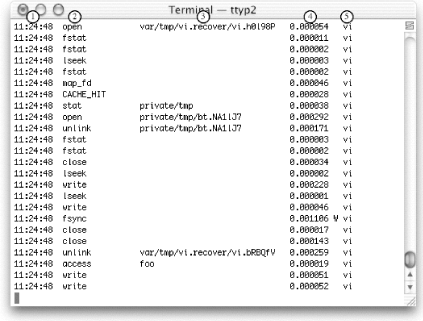 Terminal — ttyp2
1 2 3 4 5
11:24:48 open var/tmp/vi.recover/vi.h0l98P 0.000054 vi
11:24:48 fstat 0.000011 vi
11:24:48 fstat 0.000002 vi
11:24:48 lseek 0.000003 vi
11:24:48 fstat 0.000002 vi
11:24:48 map_fd 0.000046 vi
11:24:48 CACHE_HIT 0.000028 vi
11:24:48 stat private/tmp 0.000038 vi
11:24:48 open private/tmp/bt.NA1lJ7 0.000292 vi
11:24:48 unlink private/tmp/bt.NA1lJ7 0.000171 vi
11:24:48 fstat 0.000003 vi
11:24:48 fstat 0.000002 vi
11:24:48 close 0.000034 vi
11:24:48 lseek 0.000002 vi
11:24:48 write 0.000228 vi
11:24:48 lseek 0.000001 vi
11:24:48 write 0.000046 vi
11:24:48 fsync 0.001106 W vi
11:24:48 close 0.000017 vi
11:24:48 close 0.000143 vi
11:24:48 unlink var/tmp/vi.recover/vi.bRBQfV 0.000259 vi
11:24:48 access foo 0.000019 vi
11:24:48 write 0.000051 vi
11:24:48 write 0.000052 vi